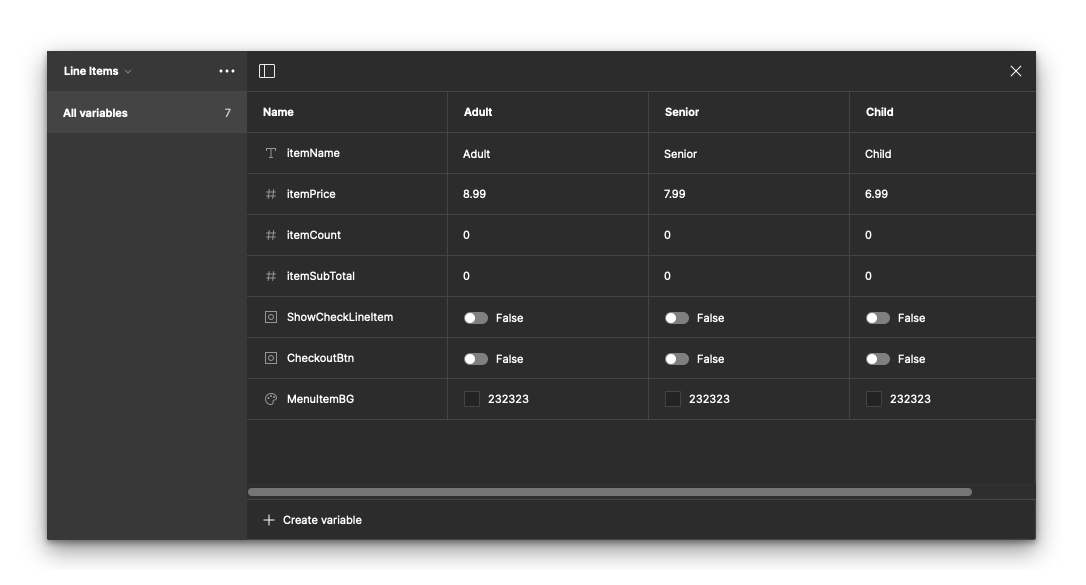 Line Items
All variables 7
Name Adult Senior Child
itemName Adult Senior Child
itemPrice 8.99 7.99 6.99
itemCount 0 0 0
itemSubTotal 0 0 0
ShowCheckLineItem False False False
CheckoutBtn False False False
MenuItemBG 232323 232323 232323
Create variable